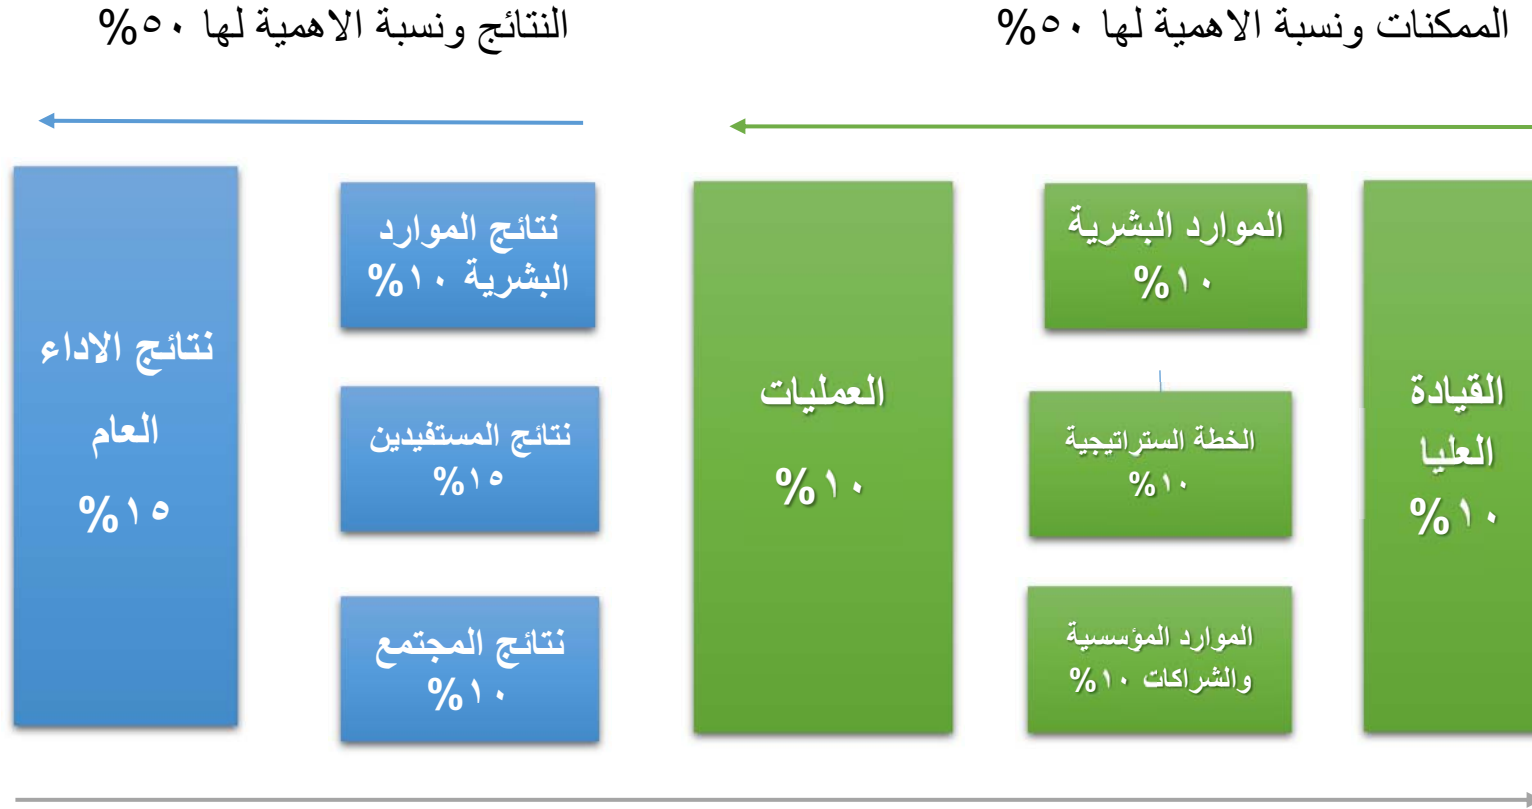 الممكنات ونسبة الاهمية لها ٥٠%
النتائج ونسبة الاهمية لها ٥٠%
القيادة
العليا
١٠%
الموارد البشرية
١٠%
الخطة الستراتيجية
١٠%
الموارد المؤسسية
والشراكات ١٠%
العمليات
١٠%
نتائج الموارد
البشرية ١٠%
نتائج المستفيدين
١٥%
نتائج المجتمع
١٠%
نتائج الاداء
العام
١٥%